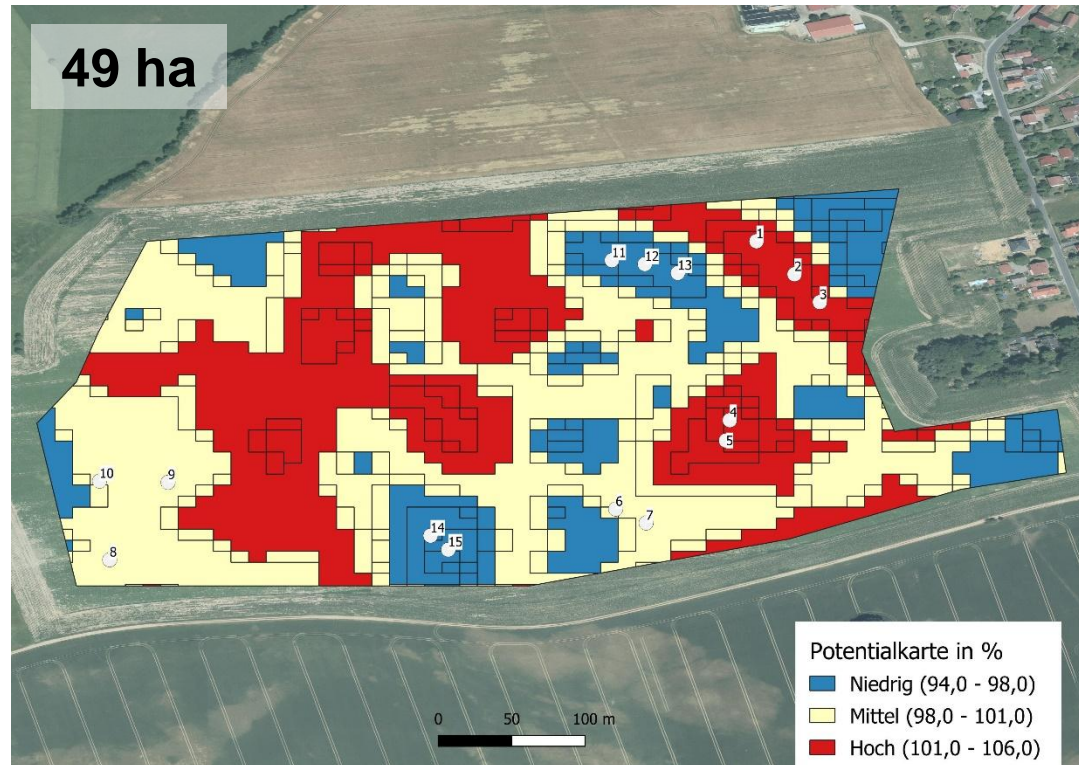 49 ha
1
11
12
13
2
3
4
5
10
9
6
7
14
15
8
Potentialkarte in %
Niedrig (94,0 - 98,0)
Mittel (98,0 - 101,0)
Hoch (101,0 - 106,0)
0 50 100 m